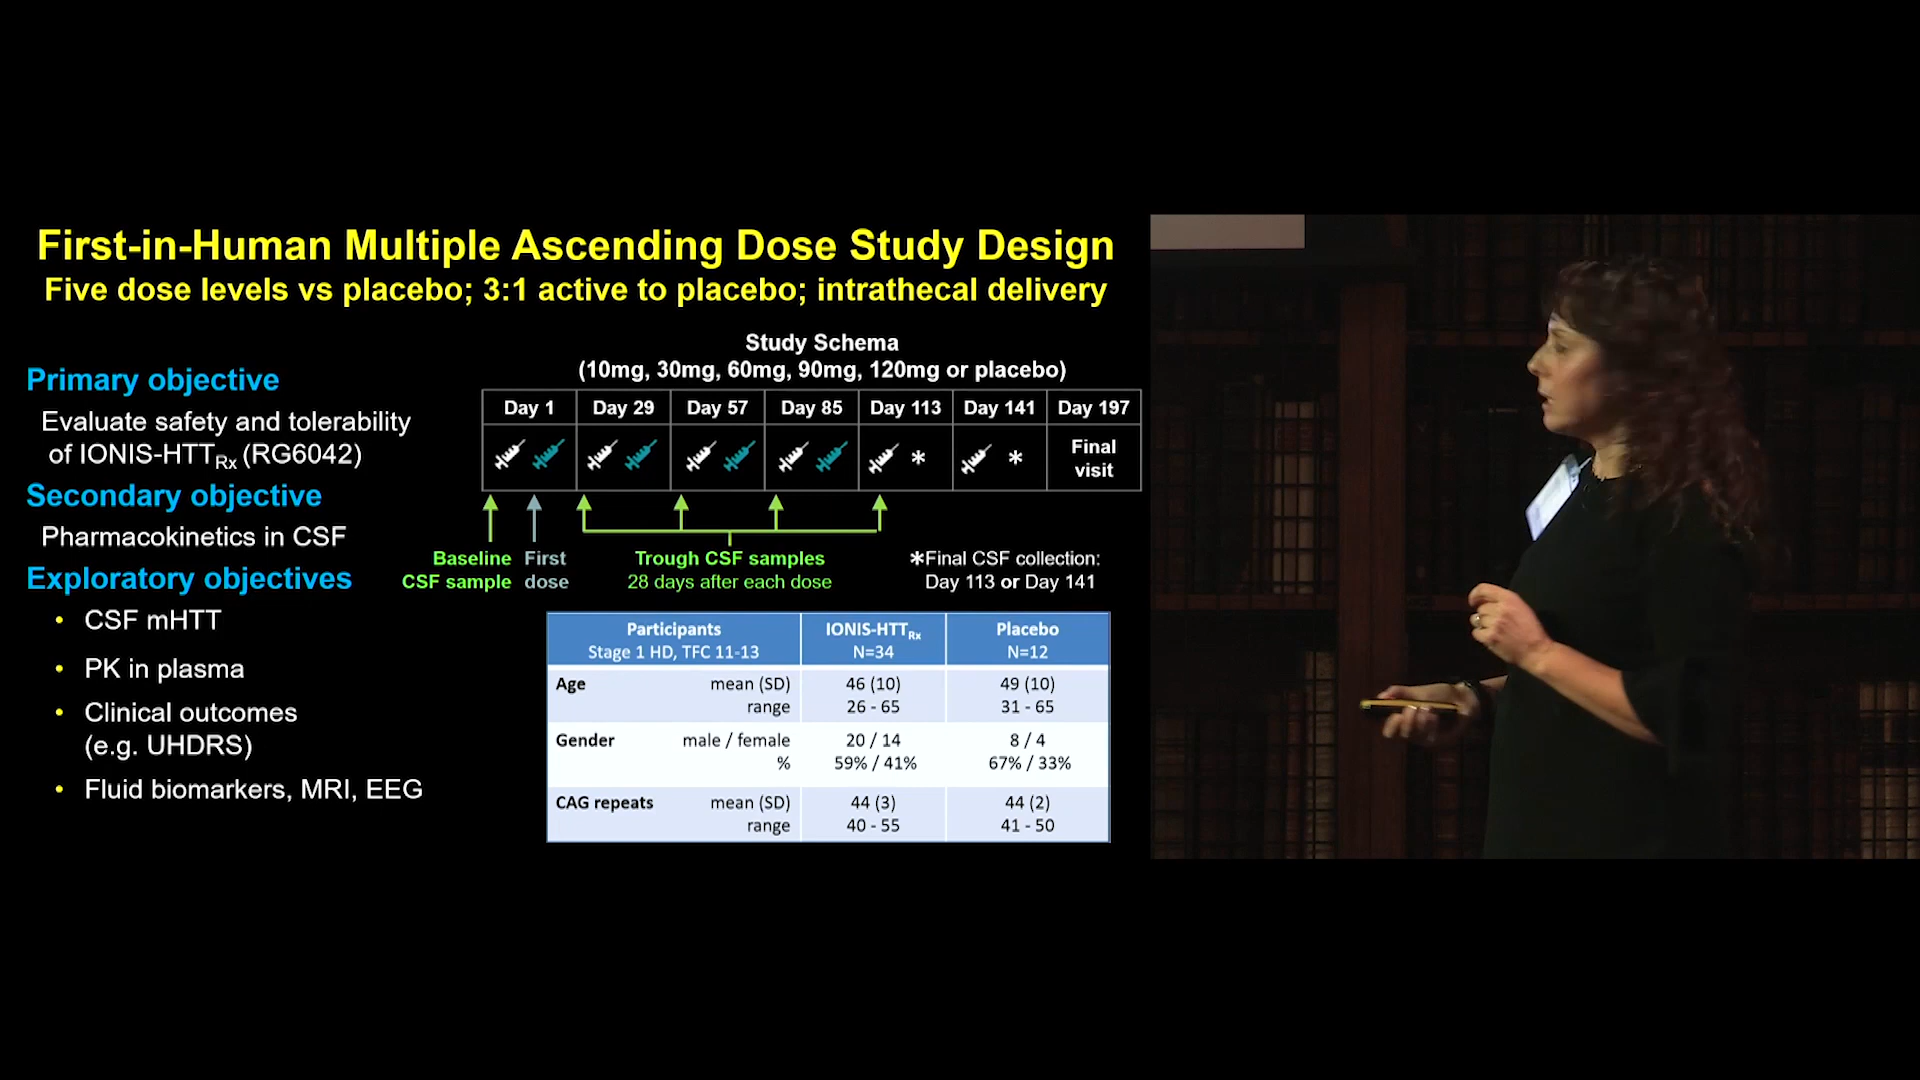 First-in-Human Multiple Ascending Dose Study Design
Five dose levels vs placebo; 3:1 active to placebo; intrathecal delivery
Primary objective
Evaluate safety and tolerability
of IONIS-HTTRx (RG6042)
Secondary objective
Pharmacokinetics in CSF
Exploratory objectives
• CSF mHTT
• PK in plasma
• Clinical outcomes
(e.g. UHDRS)
• Fluid biomarkers, MRI, EEG
Study Schema
(10mg, 30mg, 60mg, 90mg, 120mg or placebo)
Day 1 Day 29 Day 57 Day 85 Day 113 Day 141 Day 197
* * Final
visit
Baseline First Trough CSF samples *Final CSF collection:
CSF sample dose 28 days after each dose Day 113 or Day 141
Participants IONIS-HTTRx Placebo
Stage 1 HD, TFC 11-13 N=34 N=12
Age mean (SD) 46 (10) 49 (10)
range 26 - 65 31 - 65
Gender male / female 20 / 14 8 / 4
% 59% / 41% 67% / 33%
CAG repeats mean (SD) 44 (3) 44 (2)
range 40 - 55 41 - 50